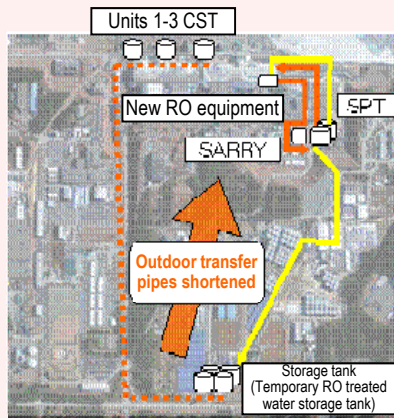 Units 1-3 CST
New RO equipment
SPT
SARRY
Outdoor transfer
pipes shortened
Storage tank
(Temporary RO treated
water storage tank)